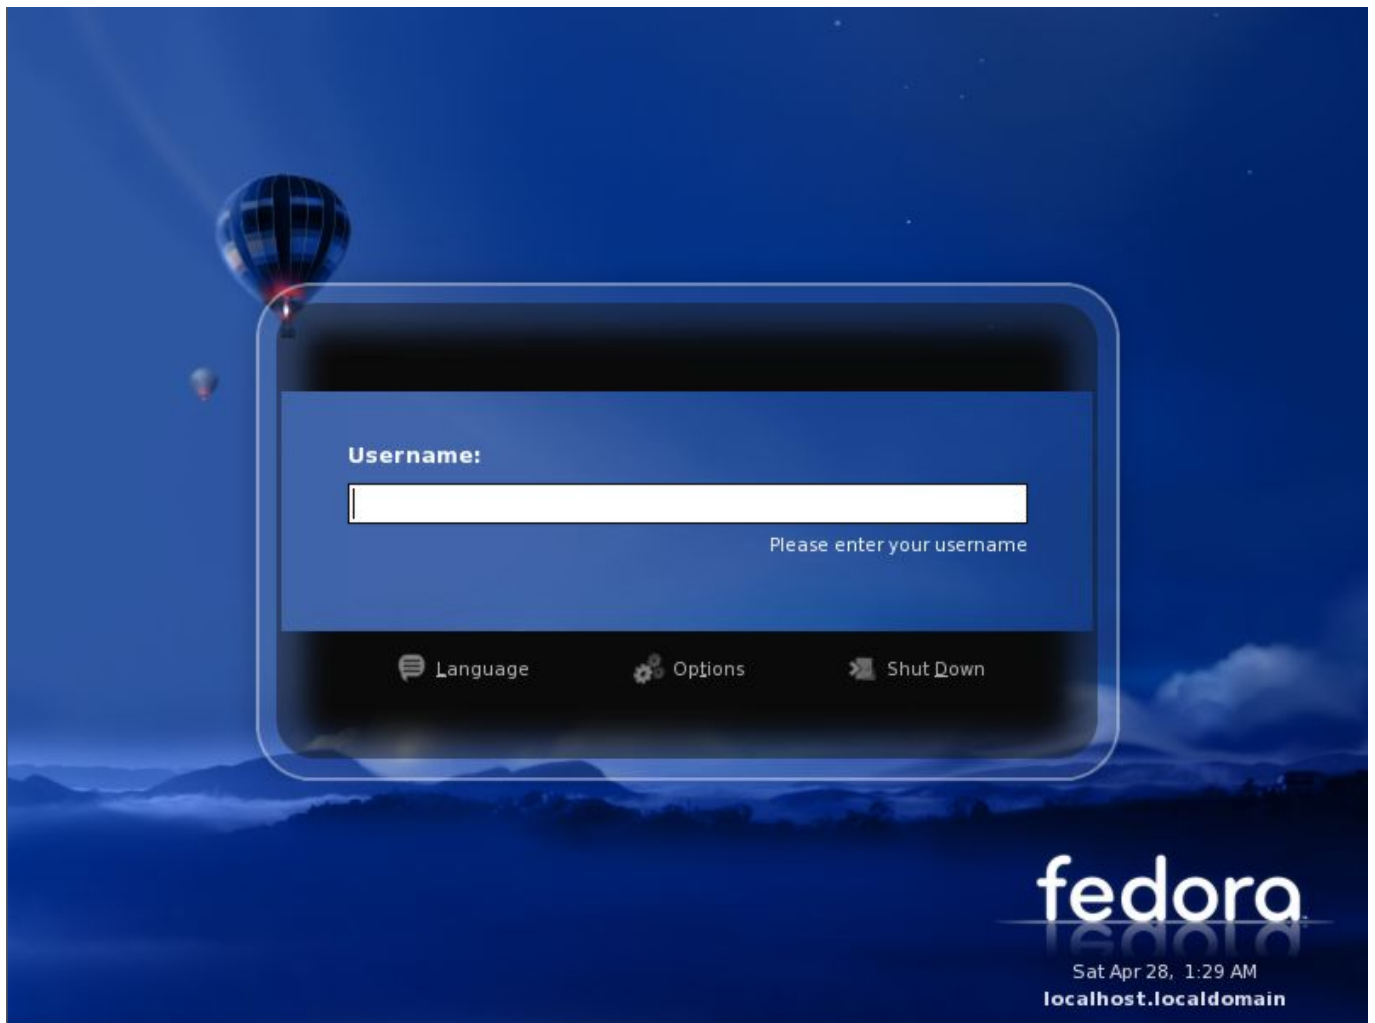 Username:
Please enter your username
Language Options Shut Down
fedora
Sat Apr 28, 1:29 AM
localhost.localdomain